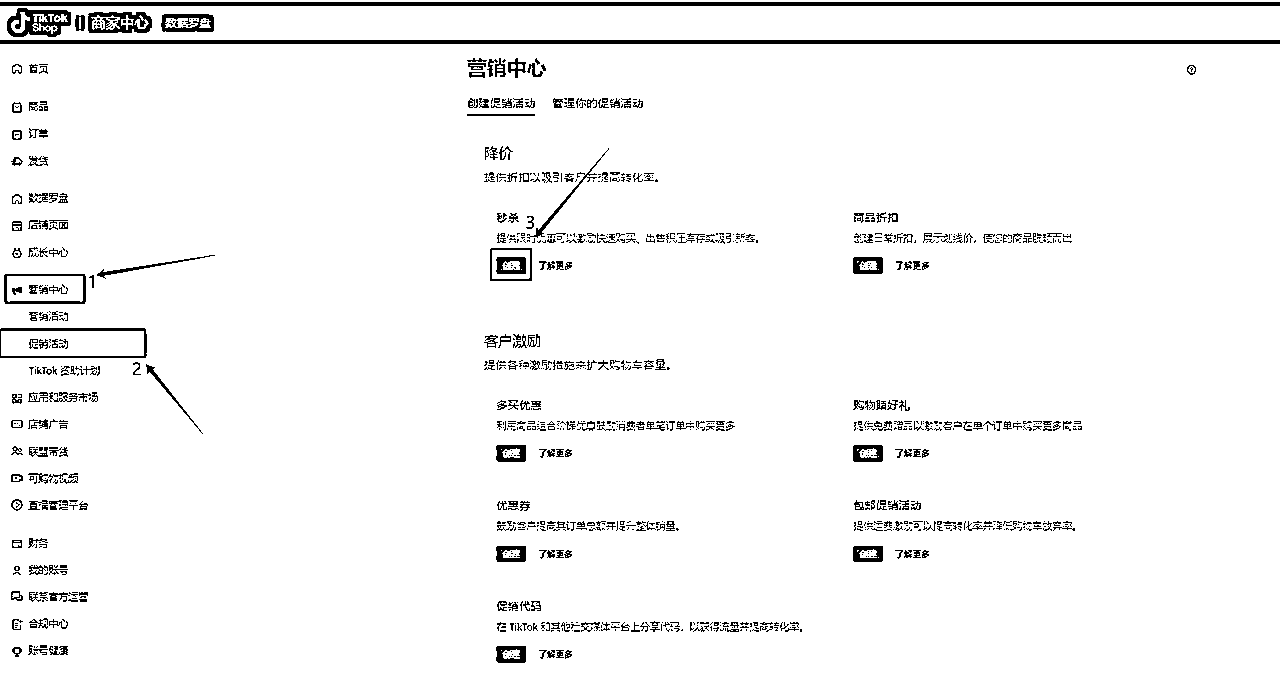 TikTok Shop | 商家中心 数据罗盘
首页
商品
订单
发货
数据罗盘
店铺页面
成长中心
营销中心
1
营销活动
促销活动
2
TikTok 资助计划
应用和服务市场
店铺广告
联盟带货
可购物视频
直播管理平台
财务
我的账号
联系官方运营
合规中心
账号健康
营销中心
创建促销活动 管理你的促销活动
降价
提供折扣以吸引客户并提高转化率。
秒杀
3
提供限时优惠可以激励快速购买、出售积压库存或吸引新客。
创建 了解更多
商品折扣
创建日常折扣，展示划线价，使您的商品脱颖而出
创建 了解更多
客户激励
提供各种激励措施来扩大购物车容量。
多买优惠
利用商品组合阶梯优惠鼓励消费者单笔订单中购买更多
创建 了解更多
购物赠好礼
提供免费赠品以激励客户在单个订单中购买更多商品
创建 了解更多
优惠券
鼓励客户提高其订单总额并提升整体销量。
创建 了解更多
包邮促销活动
提供运费激励可以提高转化率并降低购物车放弃率。
创建 了解更多
促销代码
在 TikTok 和其他社交媒体平台上分享代码，以获得流量并提高转化率。
创建 了解更多